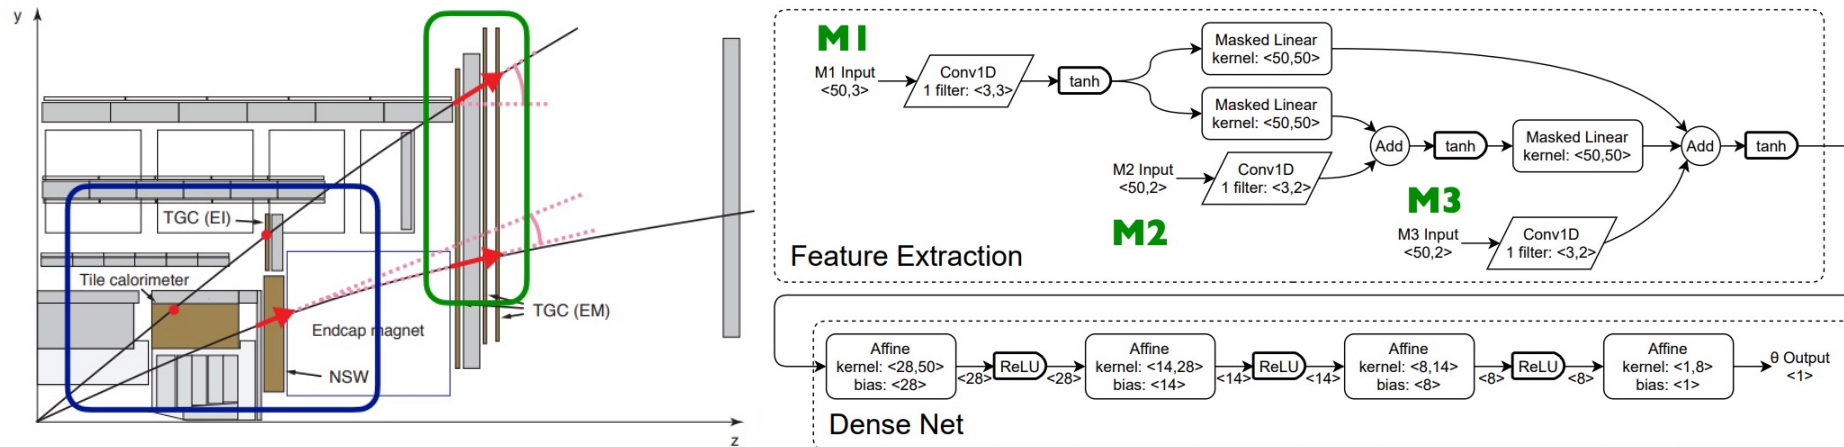 y
TGC (EI)
Tile calorimeter
Endcap magnet
TGC (EM)
NSW
z
M1
M1 Input
<50,3>
Conv1D
1 filter: <3,3>
tanh
Masked Linear
kernel: <50,50>
Masked Linear
kernel: <50,50>
M2 Input
<50,2>
M2
Conv1D
1 filter: <3,2>
Add
tanh
Masked Linear
kernel: <50,50>
M3
M3 Input
<50,2>
Conv1D
1 filter: <3,2>
Add
tanh
Feature Extraction
Affine
kernel: <28,50>
bias: <28>
<28>
ReLU
<28>
Affine
kernel: <14,28>
bias: <14>
<14>
ReLU
<14>
Affine
kernel: <8,14>
bias: <8>
<8>
ReLU
<8>
Affine
kernel: <1,8>
bias: <1>
θ Output
<1>
Dense Net